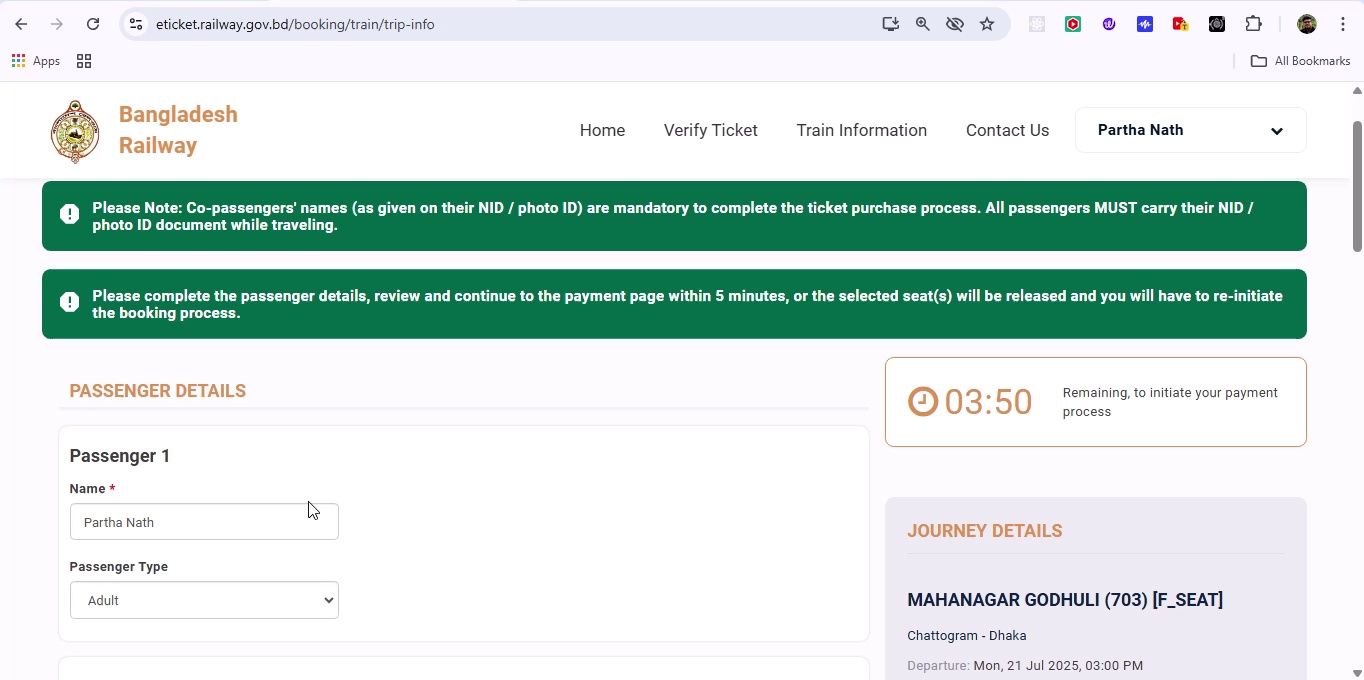 eticket.railway.gov.bd/booking/train/trip-info
Apps
All Bookmarks
Bangladesh
Railway
Home
Verify Ticket
Train Information
Contact Us
Partha Nath
Please Note: Co-passengers' names (as given on their NID / photo ID) are mandatory to complete the ticket purchase process. All passengers MUST carry their NID /
photo ID document while traveling.
Please complete the passenger details, review and continue to the payment page within 5 minutes, or the selected seat(s) will be released and you will have to re-initiate
the booking process.
PASSENGER DETAILS
Passenger 1
Name *
Partha Nath
Passenger Type
Adult
03:50
Remaining, to initiate your payment
process
JOURNEY DETAILS
MAHANAGAR GODHULI (703) [F_SEAT]
Chattogram - Dhaka
Departure: Mon, 21 Jul 2025, 03:00 PM